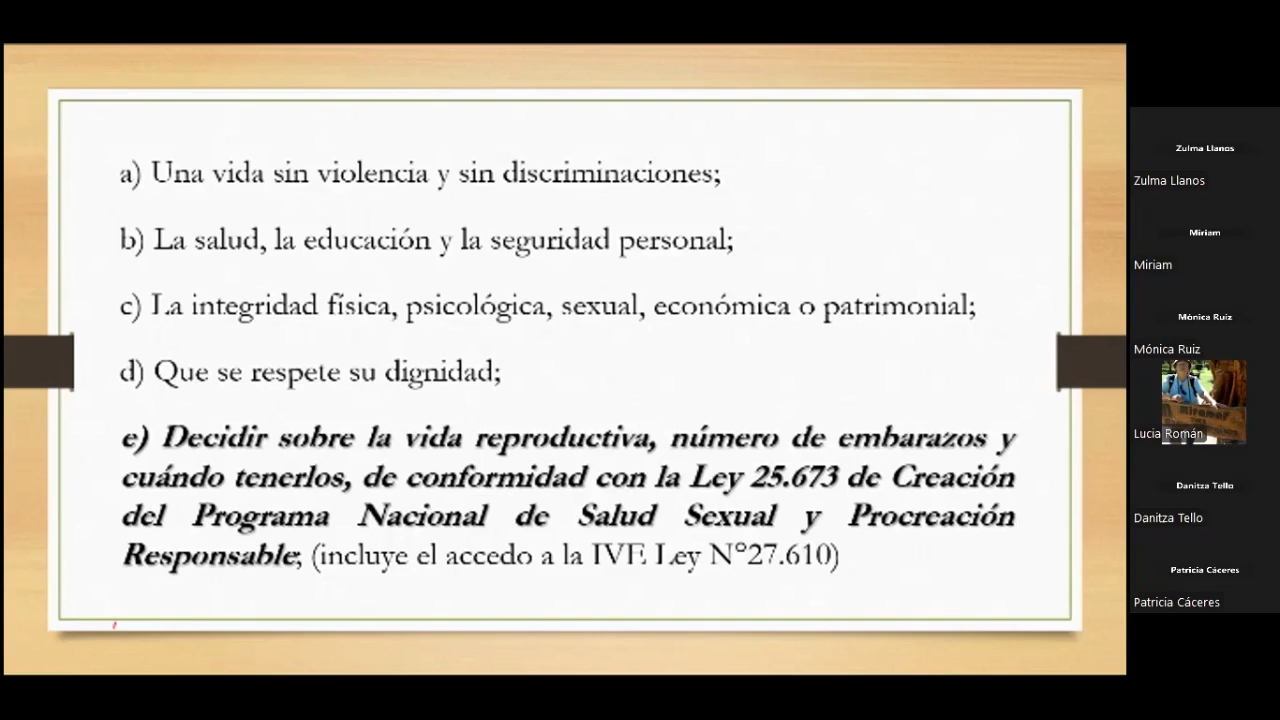 a) Una vida sin violencia y sin discriminaciones;
b) La salud, la educación y la seguridad personal;
c) La integridad física, psicológica, sexual, económica o patrimonial;
d) Que se respete su dignidad;
e) Decidir sobre la vida reproductiva, número de embarazos y
cuándo tenerlos, de conformidad con la Ley 25.673 de Creación
del Programa Nacional de Salud Sexual y Procreación
Responsable; (incluye el accedo a la IVE Ley N°27.610)
Zulma Llanos
Zulma Llanos
Miriam
Miriam
Mónica Ruiz
Mónica Ruiz
Miramar
Lucia Román
Danitza Tello
Danitza Tello
Patricia Cáceres
Patricia Cáceres